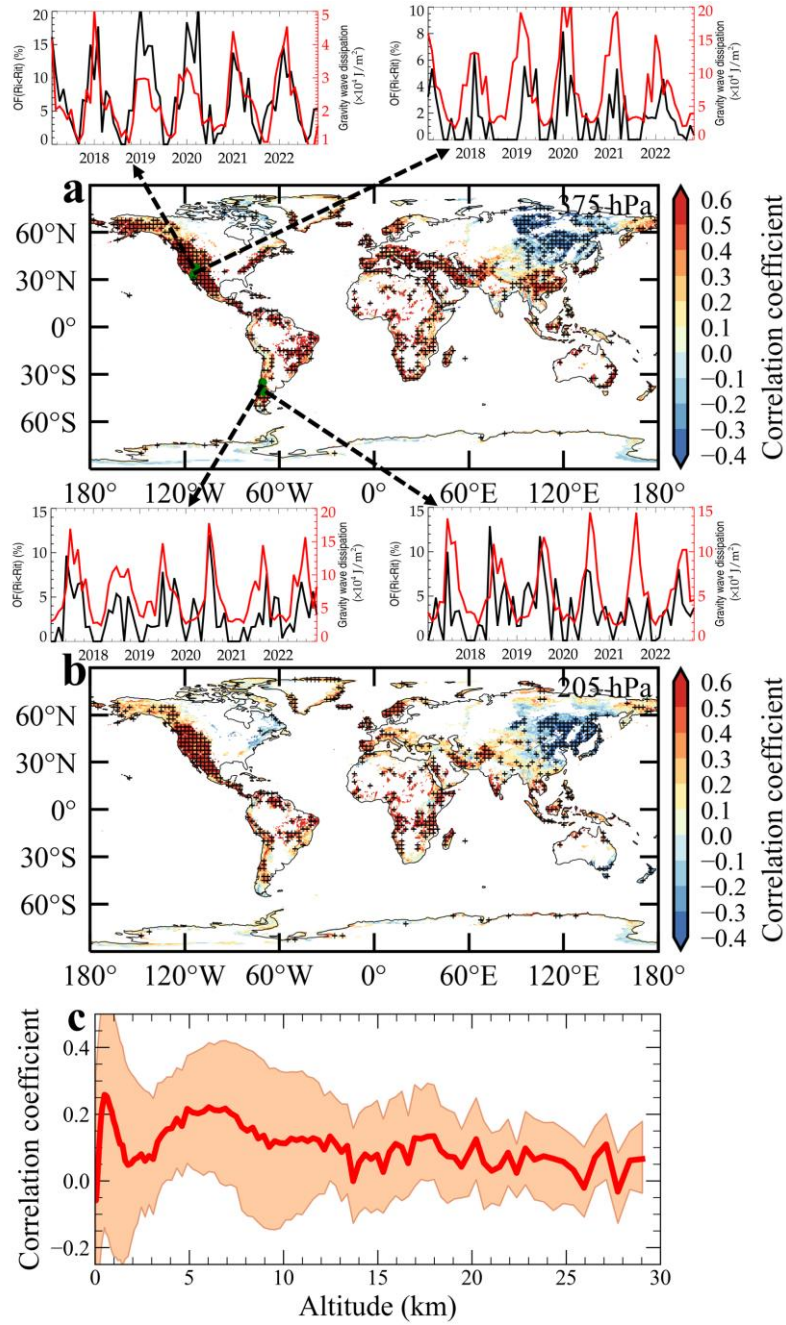 20
15
10
5
0
OF(Ri<Rit) (%)
5
4
3
2
1
Gravity wave dissipation
(×10⁴ J/m²)
2018 2019 2020 2021 2022
10
8
6
4
2
0
OF(Ri<Rit) (%)
20
15
10
5
0
Gravity wave dissipation
(×10⁴ J/m²)
2018 2019 2020 2021 2022
a
375 hPa
60°N
30°N
0°
30°S
60°S
180° 120°W 60°W 0° 60°E 120°E 180°
0.6
0.5
0.4
0.3
0.2
0.1
0.0
−0.1
−0.2
−0.3
−0.4
Correlation coefficient
15
10
5
0
OF(Ri<Rit) (%)
20
15
10
5
0
Gravity wave dissipation
(×10⁴ J/m²)
2018 2019 2020 2021 2022
15
10
5
0
OF(Ri<Rit) (%)
15
10
5
0
Gravity wave dissipation
(×10⁴ J/m²)
2018 2019 2020 2021 2022
b
205 hPa
60°N
30°N
0°
30°S
60°S
180° 120°W 60°W 0° 60°E 120°E 180°
0.6
0.5
0.4
0.3
0.2
0.1
0.0
−0.1
−0.2
−0.3
−0.4
Correlation coefficient
c
0.4
0.2
0.0
−0.2
Correlation coefficient
0 5 10 15 20 25 30
Altitude (km)